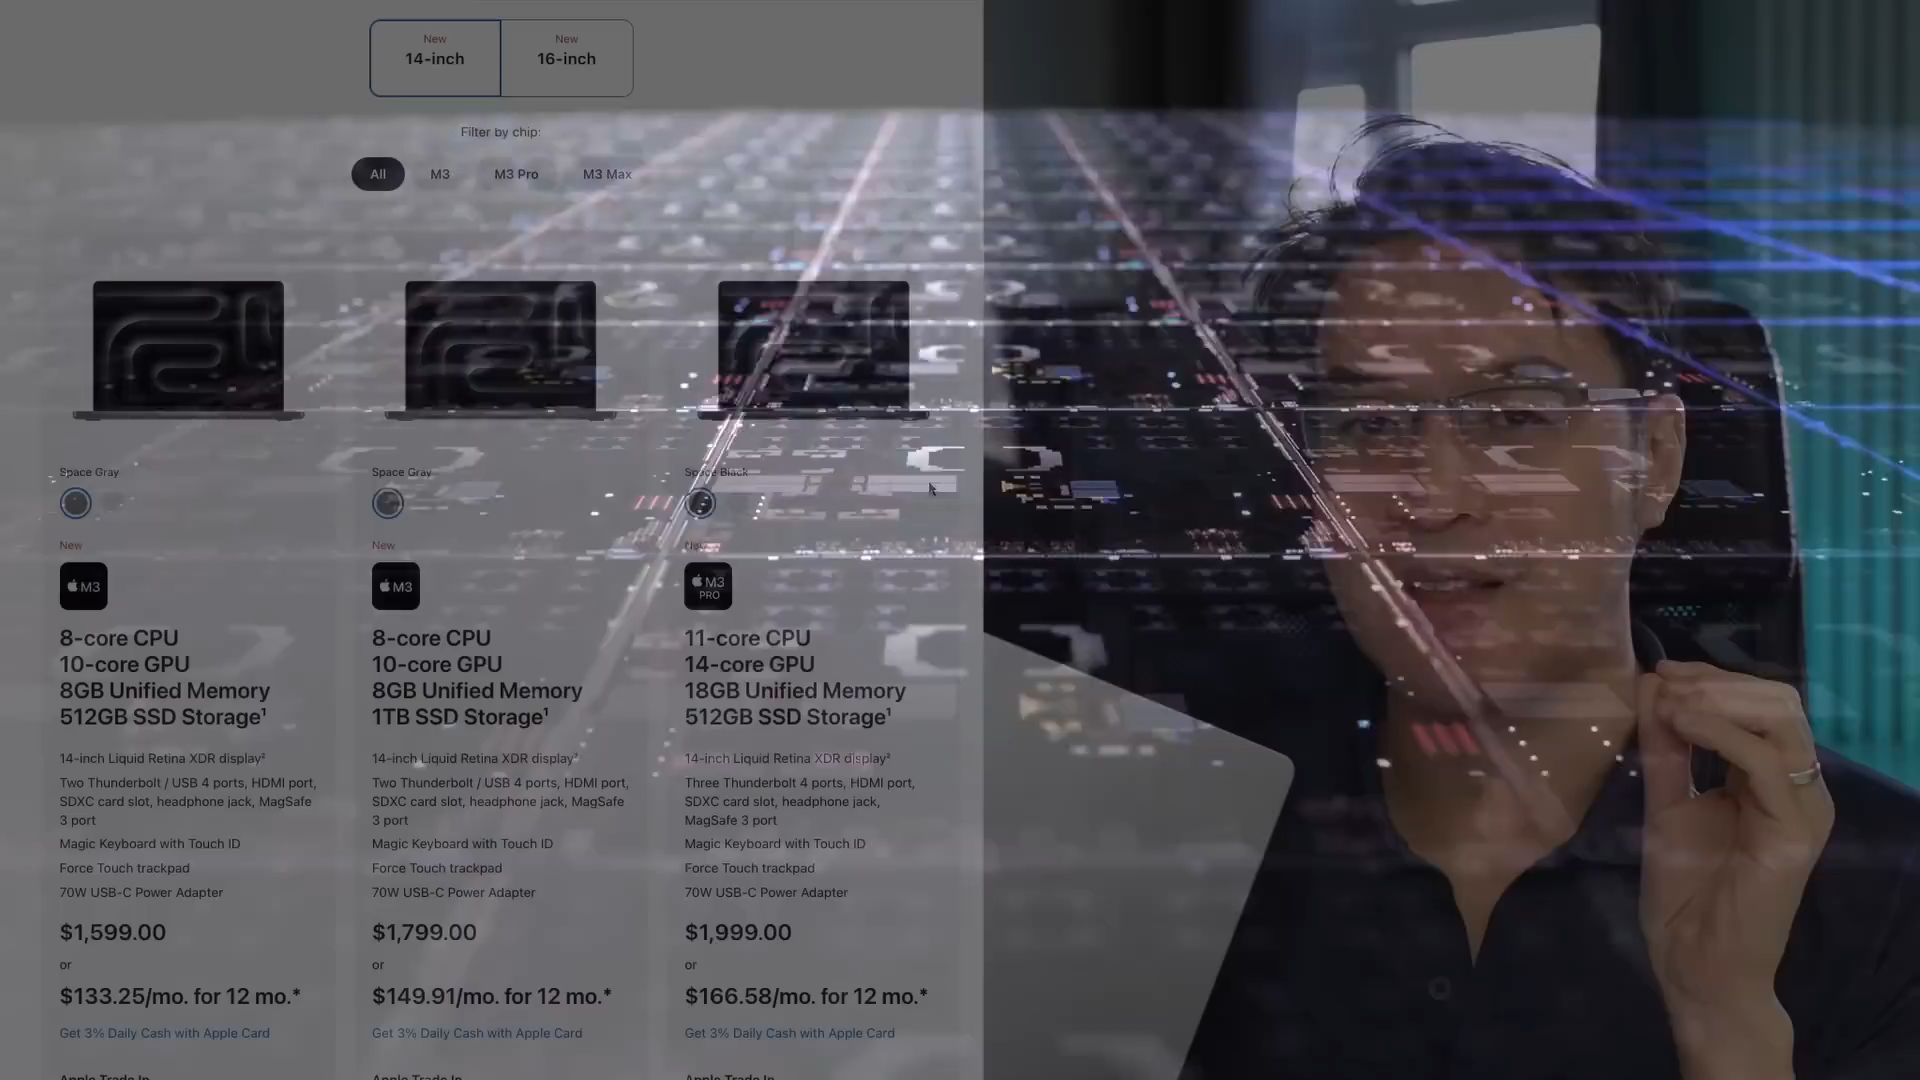 New
14-inch
New
16-inch
Filter by chip:
All
M3
M3 Pro
M3 Max
Space Gray
New
M3
8-core CPU
10-core GPU
8GB Unified Memory
512GB SSD Storage¹
14-inch Liquid Retina XDR display²
Two Thunderbolt / USB 4 ports, HDMI port,
SDXC card slot, headphone jack, MagSafe
3 port
Magic Keyboard with Touch ID
Force Touch trackpad
70W USB-C Power Adapter
$1,599.00
or
$133.25/mo. for 12 mo.*
Get 3% Daily Cash with Apple Card
Apple Trade In
Space Gray
New
M3
8-core CPU
10-core GPU
8GB Unified Memory
1TB SSD Storage¹
14-inch Liquid Retina XDR display²
Two Thunderbolt / USB 4 ports, HDMI port,
SDXC card slot, headphone jack, MagSafe
3 port
Magic Keyboard with Touch ID
Force Touch trackpad
70W USB-C Power Adapter
$1,799.00
or
$149.91/mo. for 12 mo.*
Get 3% Daily Cash with Apple Card
Apple Trade In
Space Black
New
M3
PRO
11-core CPU
14-core GPU
18GB Unified Memory
512GB SSD Storage¹
14-inch Liquid Retina XDR display²
Three Thunderbolt 4 ports, HDMI port,
SDXC card slot, headphone jack,
MagSafe 3 port
Magic Keyboard with Touch ID
Force Touch trackpad
70W USB-C Power Adapter
$1,999.00
or
$166.58/mo. for 12 mo.*
Get 3% Daily Cash with Apple Card
Apple Trade In